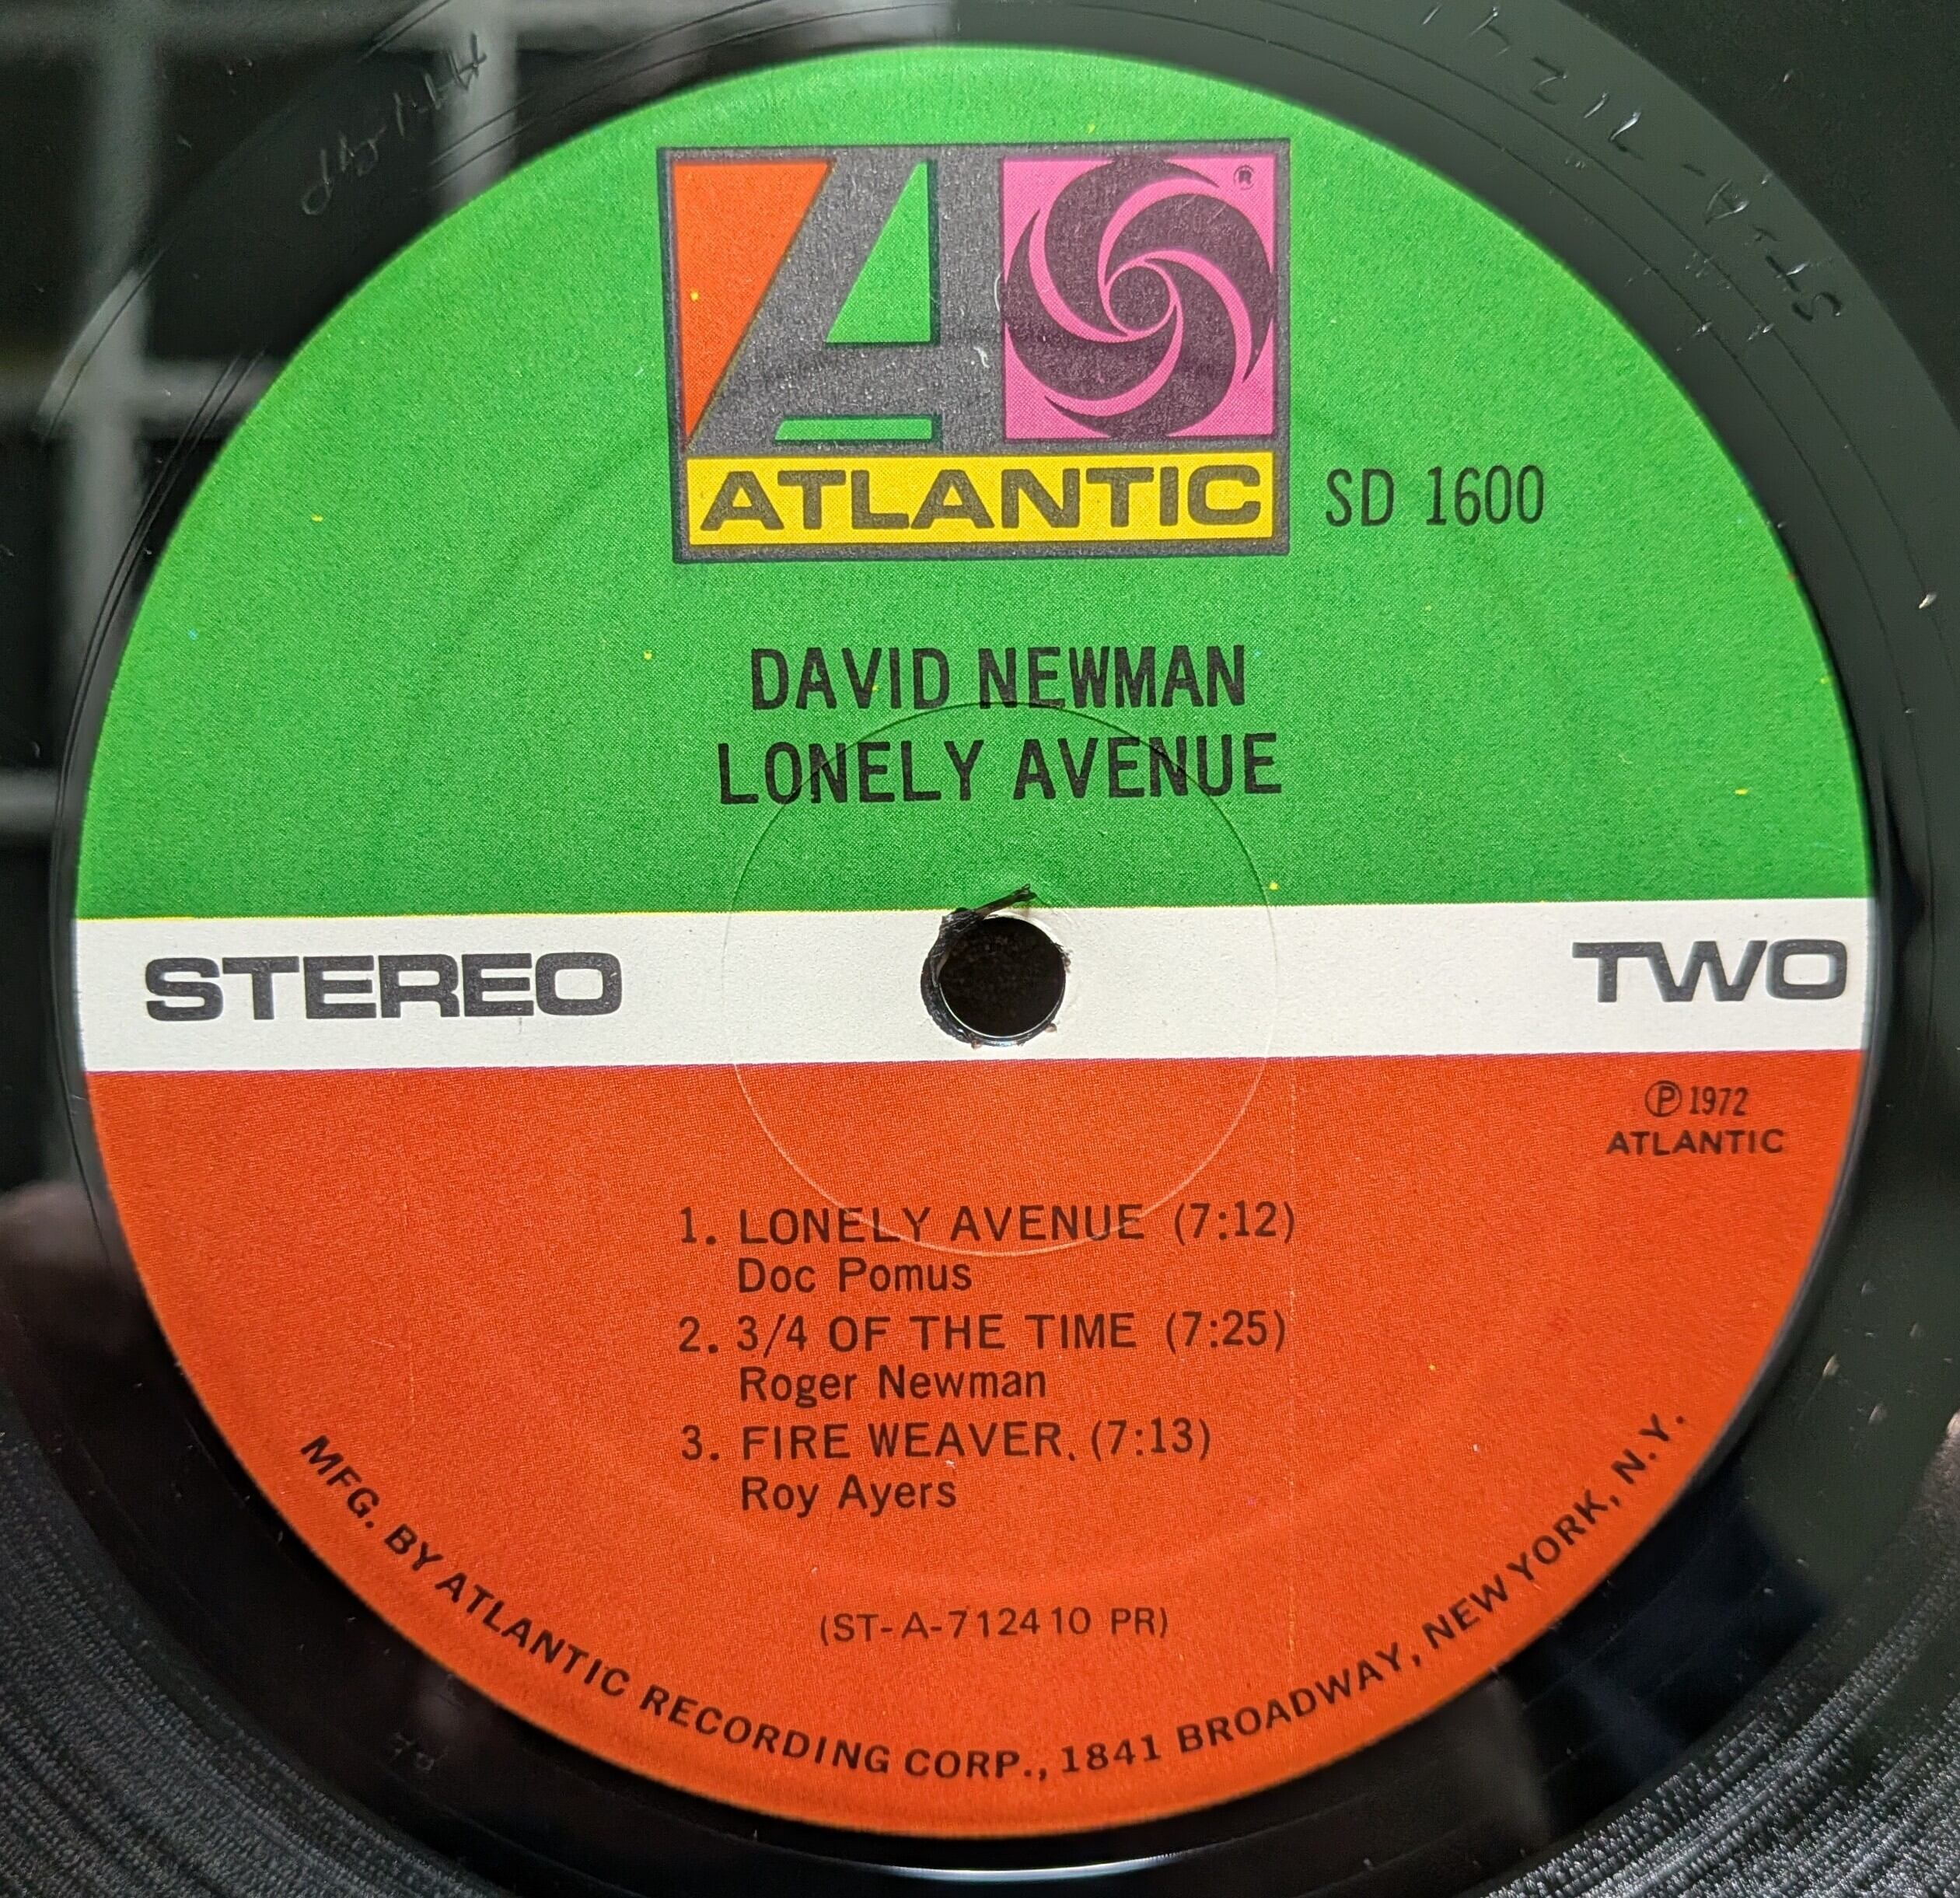 ATLANTIC
®
SD 1600
DAVID NEWMAN
LONELY AVENUE
STEREO
TWO
Ⓟ 1972
ATLANTIC
1. LONELY AVENUE (7:12)
Doc Pomus
2. 3/4 OF THE TIME (7:25)
Roger Newman
3. FIRE WEAVER. (7:13)
Roy Ayers
(ST-A-712410 PR)
MFG. BY ATLANTIC RECORDING CORP., 1841 BROADWAY, NEW YORK, N.Y.